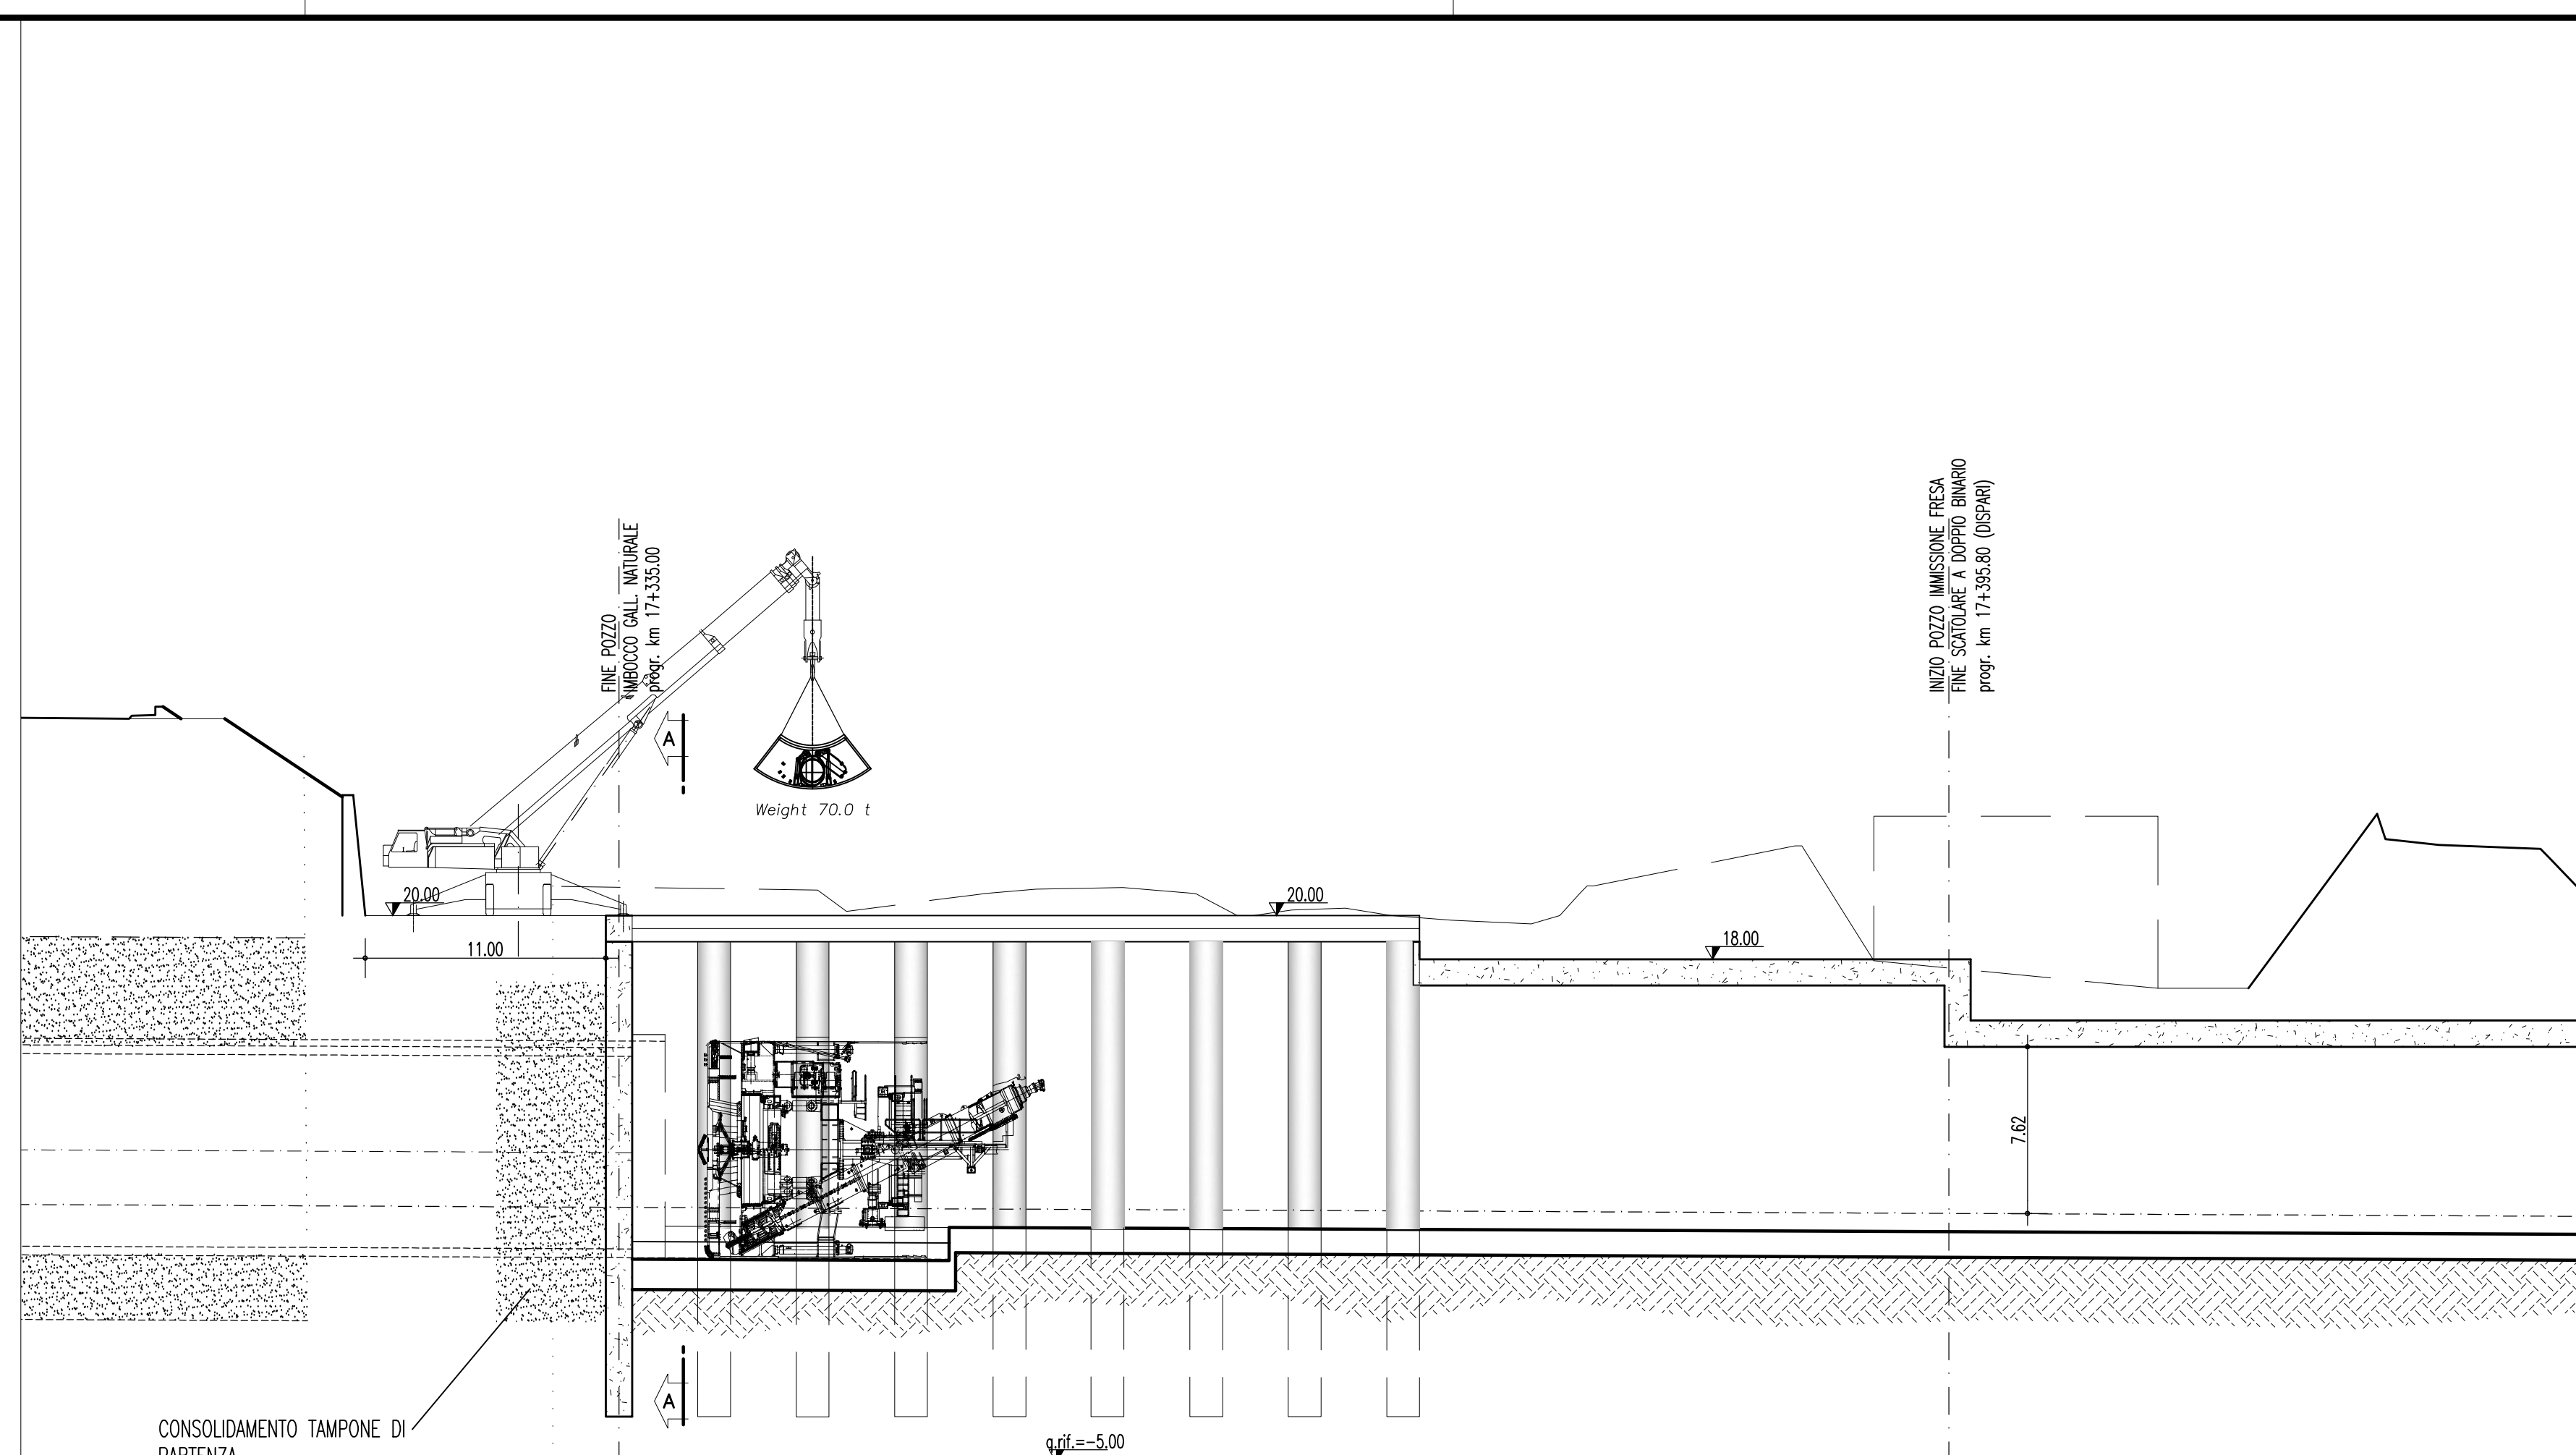 FINE POZZO
IMBOCCO GALL. NATURALE
progr. km 17+335.00
INIZIO POZZO IMMISSIONE FRESA
FINE SCATOLARE A DOPPIO BINARIO
progr. km 17+395.80 (DISPARI)
A
Weight 70.0 t
20.00
20.00
18.00
11.00
7.62
A
CONSOLIDAMENTO TAMPONE DI
PARTENZA
q.rif.=-5.00